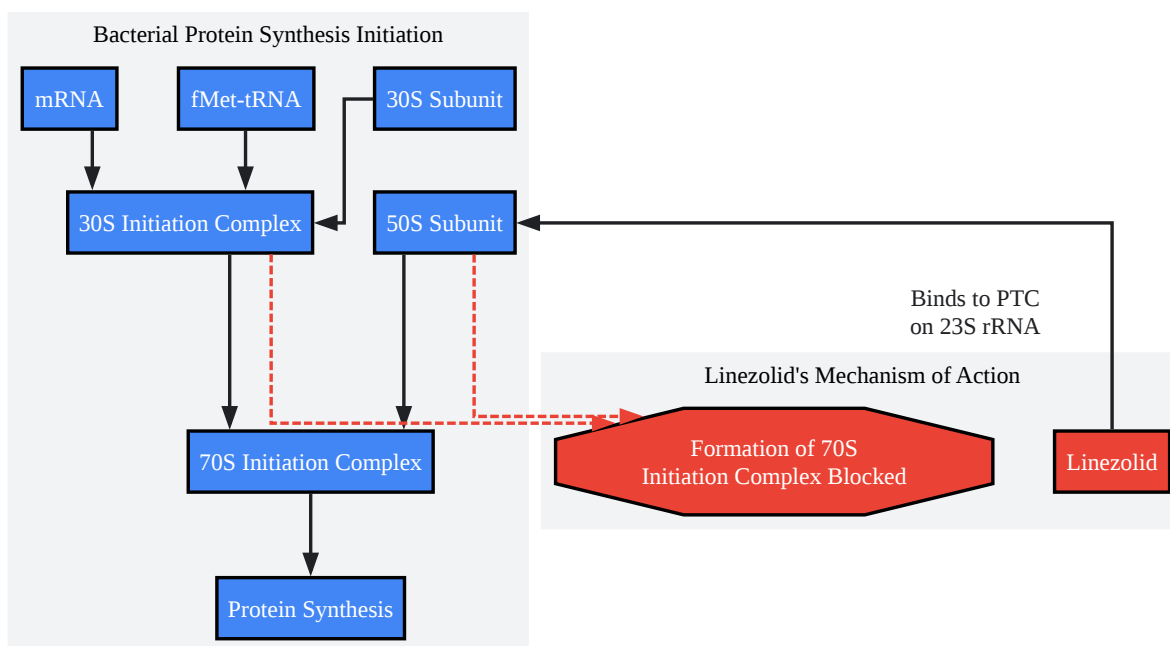 Bacterial Protein Synthesis Initiation
mRNA
fMet-tRNA
30S Subunit
30S Initiation Complex
50S Subunit
Binds to PTC
on 23S rRNA
Linezolid's Mechanism of Action
70S Initiation Complex
Formation of 70S
Initiation Complex Blocked
Linezolid
Protein Synthesis